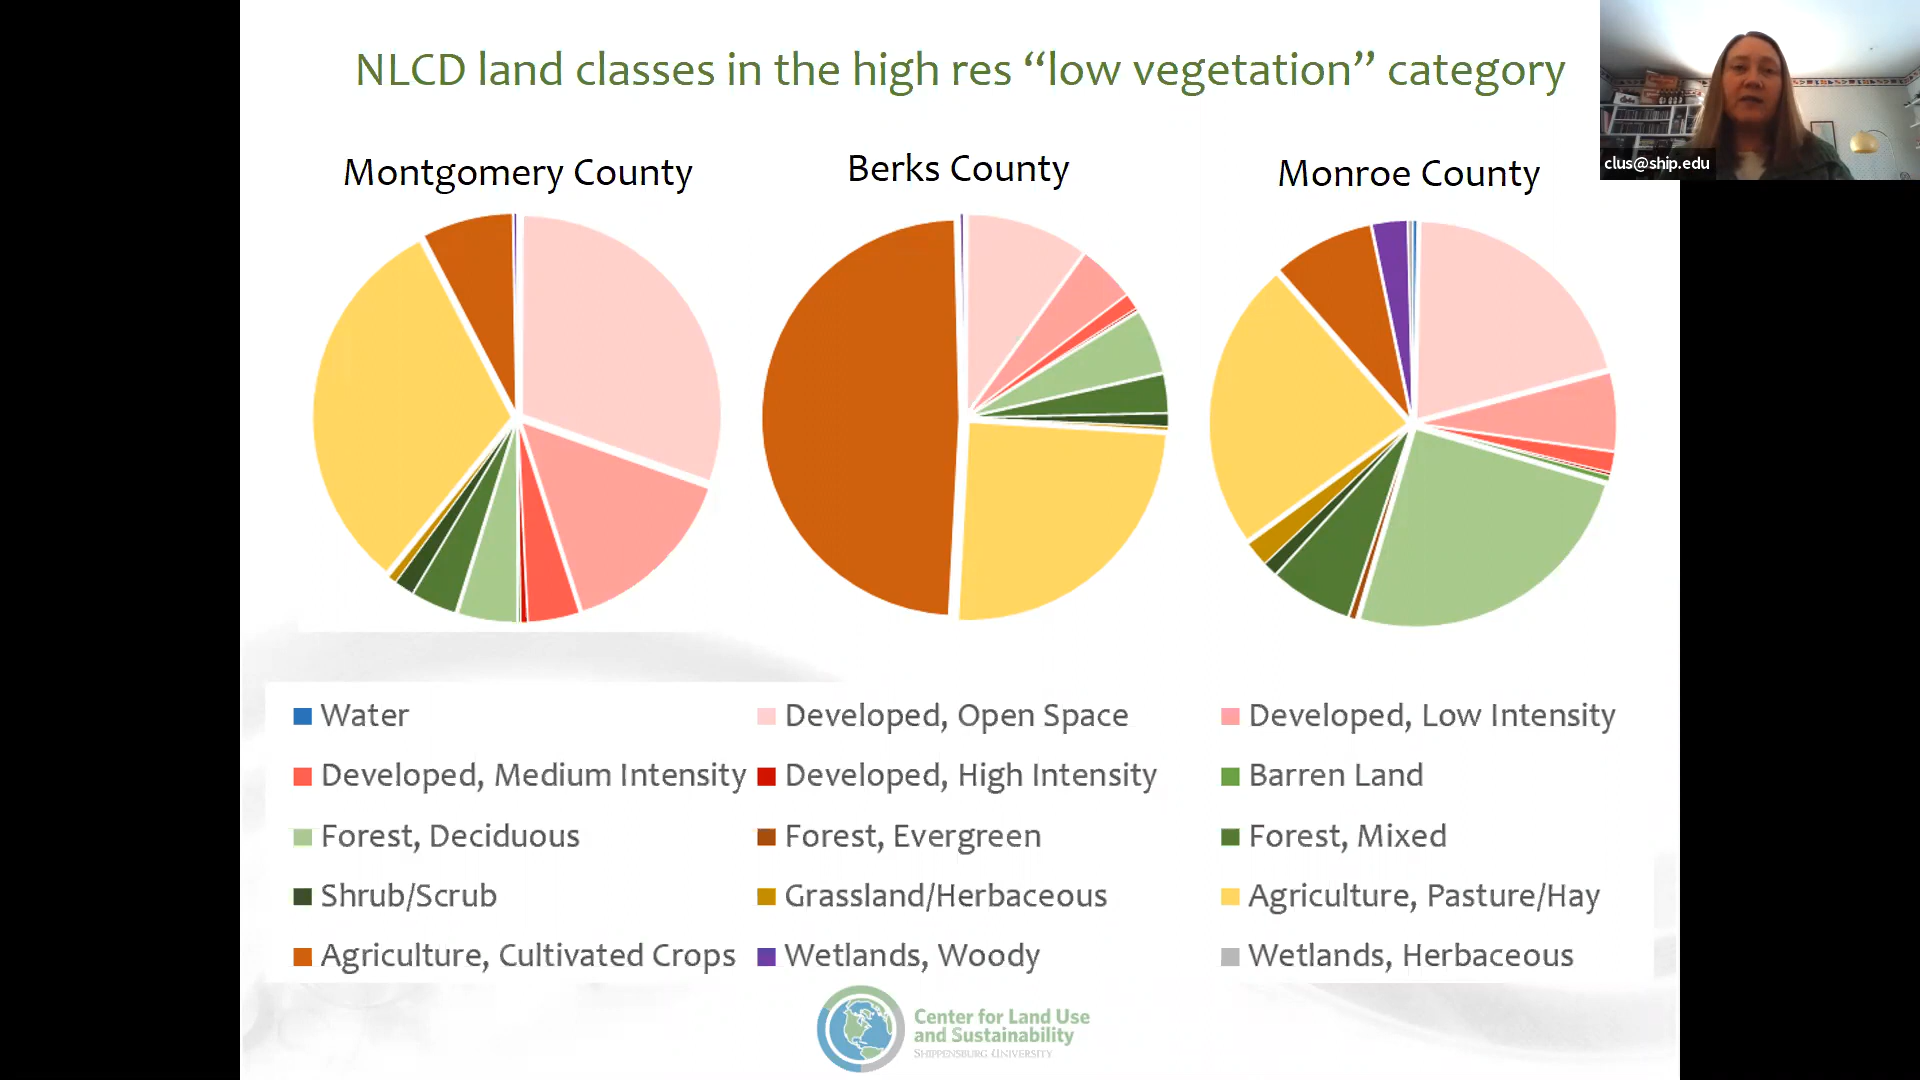 NLCD land classes in the high res “low vegetation” category
clus@ship.edu
Montgomery County
Berks County
Monroe County
Water
Developed, Open Space
Developed, Low Intensity
Developed, Medium Intensity
Developed, High Intensity
Barren Land
Forest, Deciduous
Forest, Evergreen
Forest, Mixed
Shrub/Scrub
Grassland/Herbaceous
Agriculture, Pasture/Hay
Agriculture, Cultivated Crops
Wetlands, Woody
Wetlands, Herbaceous
Center for Land Use
and Sustainability
SHIPPENSBURG UNIVERSITY